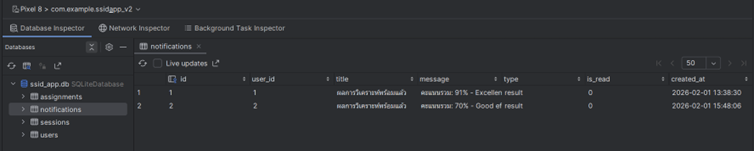 Pixel 8 > com.example.ssidapp_v2
Database Inspector
Network Inspector
Background Task Inspector
Databases
notifications
Live updates
50
ssid_app.db SQLiteDatabase
assignments
notifications
sessions
users
id user_id title message type is_read created_at
1 1 1 ผลการวิเคราะห์พร้อมแล้ว คะแนนรวม: 91% - Excellen result 0 2026-02-01 13:38:30
2 2 2 ผลการวิเคราะห์พร้อมแล้ว คะแนนรวม: 70% - Good ef result 0 2026-02-01 15:48:06